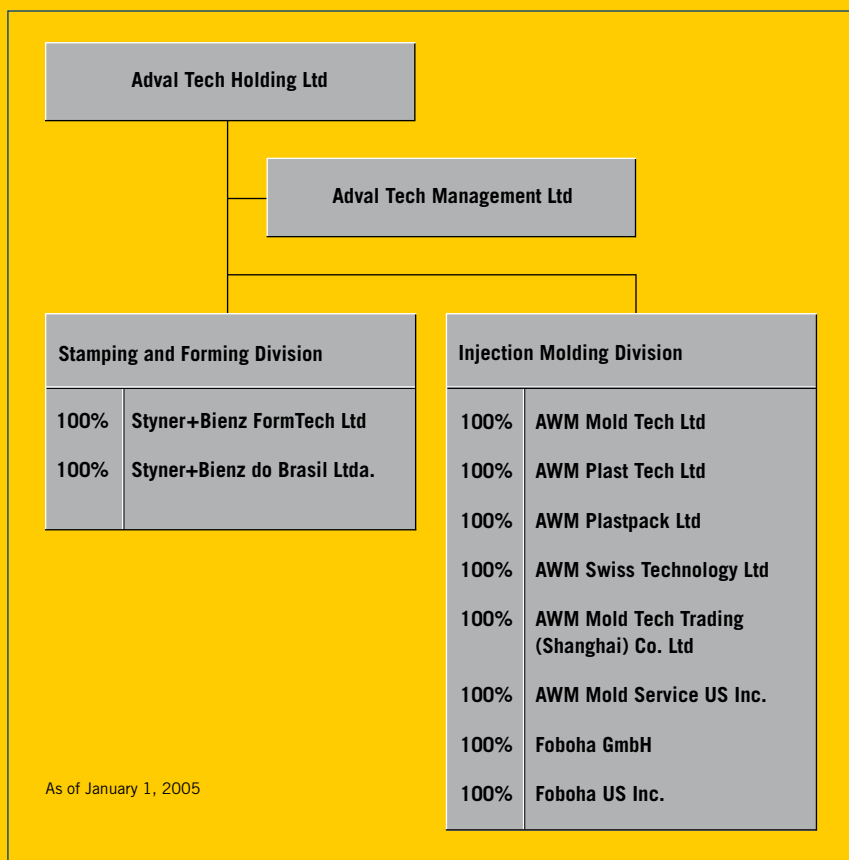 Adval Tech Holding Ltd
Adval Tech Management Ltd
Stamping and Forming Division
100% Styner+Bienz FormTech Ltd
100% Styner+Bienz do Brasil Ltda.
Injection Molding Division
100% AWM Mold Tech Ltd
100% AWM Plast Tech Ltd
100% AWM Plastpack Ltd
100% AWM Swiss Technology Ltd
100% AWM Mold Tech Trading
(Shanghai) Co. Ltd
100% AWM Mold Service US Inc.
100% Foboha GmbH
100% Foboha US Inc.
As of January 1, 2005